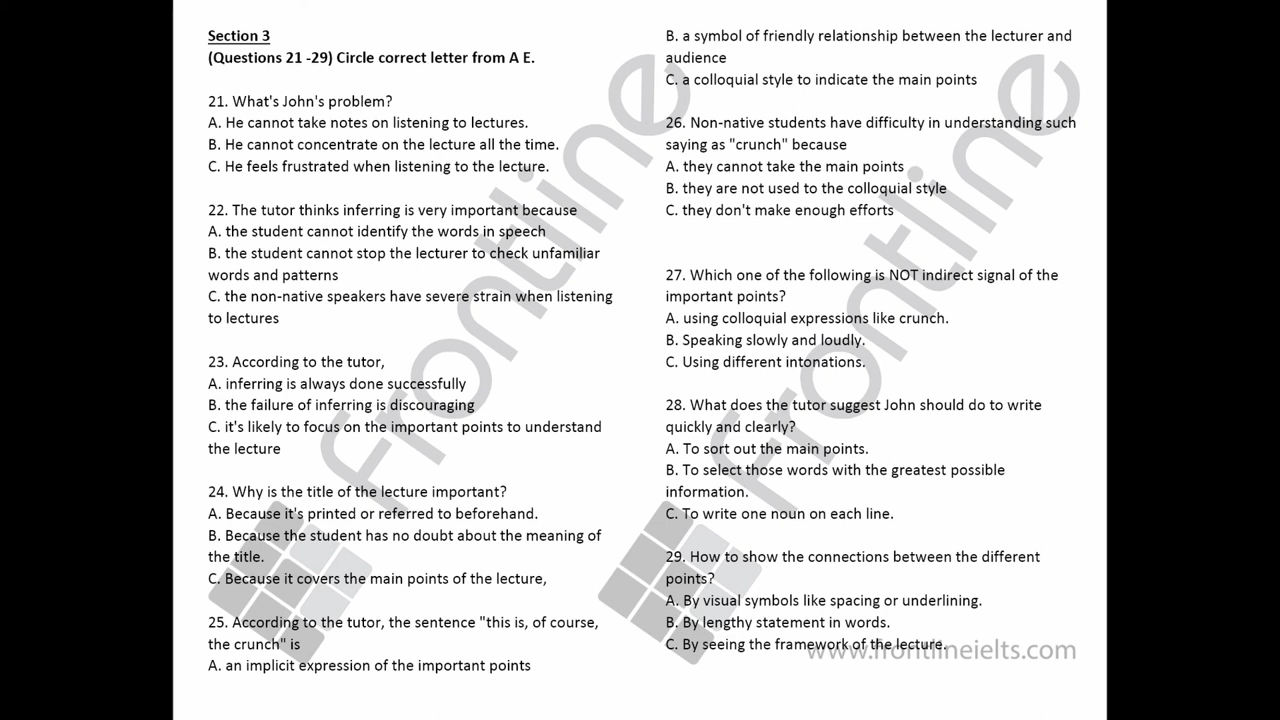 Section 3
(Questions 21 -29) Circle correct letter from A E.
21. What's John's problem?
A. He cannot take notes on listening to lectures.
B. He cannot concentrate on the lecture all the time.
C. He feels frustrated when listening to the lecture.
22. The tutor thinks inferring is very important because
A. the student cannot identify the words in speech
B. the student cannot stop the lecturer to check unfamiliar
words and patterns
C. the non-native speakers have severe strain when listening
to lectures
23. According to the tutor,
A. inferring is always done successfully
B. the failure of inferring is discouraging
C. it's likely to focus on the important points to understand
the lecture
24. Why is the title of the lecture important?
A. Because it's printed or referred to beforehand.
B. Because the student has no doubt about the meaning of
the title.
C. Because it covers the main points of the lecture,
25. According to the tutor, the sentence "this is, of course,
the crunch" is
A. an implicit expression of the important points
B. a symbol of friendly relationship between the lecturer and
audience
C. a colloquial style to indicate the main points
26. Non-native students have difficulty in understanding such
saying as "crunch" because
A. they cannot take the main points
B. they are not used to the colloquial style
C. they don't make enough efforts
27. Which one of the following is NOT indirect signal of the
important points?
A. using colloquial expressions like crunch.
B. Speaking slowly and loudly.
C. Using different intonations.
28. What does the tutor suggest John should do to write
quickly and clearly?
A. To sort out the main points.
B. To select those words with the greatest possible
information.
C. To write one noun on each line.
29. How to show the connections between the different
points?
A. By visual symbols like spacing or underlining.
B. By lengthy statement in words.
C. By seeing the framework of the lecture.
www.frontlineielts.com
Frontline
Frontline